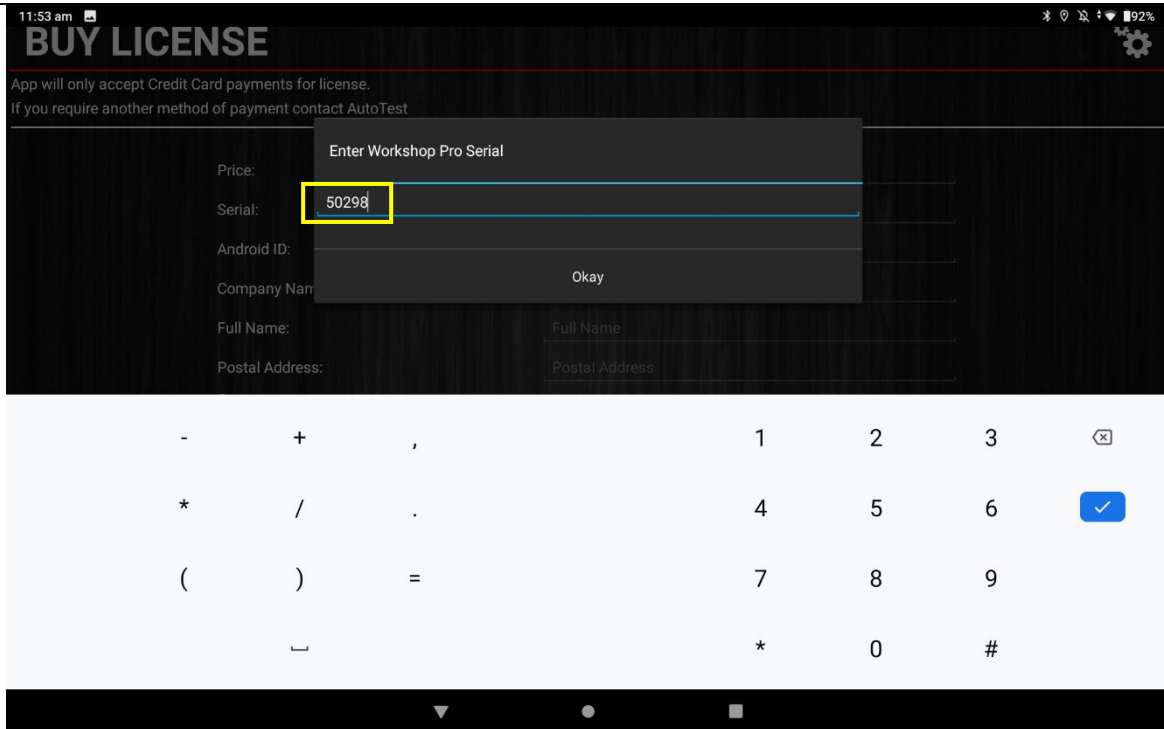 11:53 am 92%
BUY LICENSE
App will only accept Credit Card payments for license.
If you require another method of payment contact AutoTest
Enter Workshop Pro Serial
Price:
Serial: 50298
Android ID:
Okay
Company Nam
Full Name: Full Name
Postal Address: Postal Address
- + , 1 2 3
* / . 4 5 6
( ) = 7 8 9
* 0 #